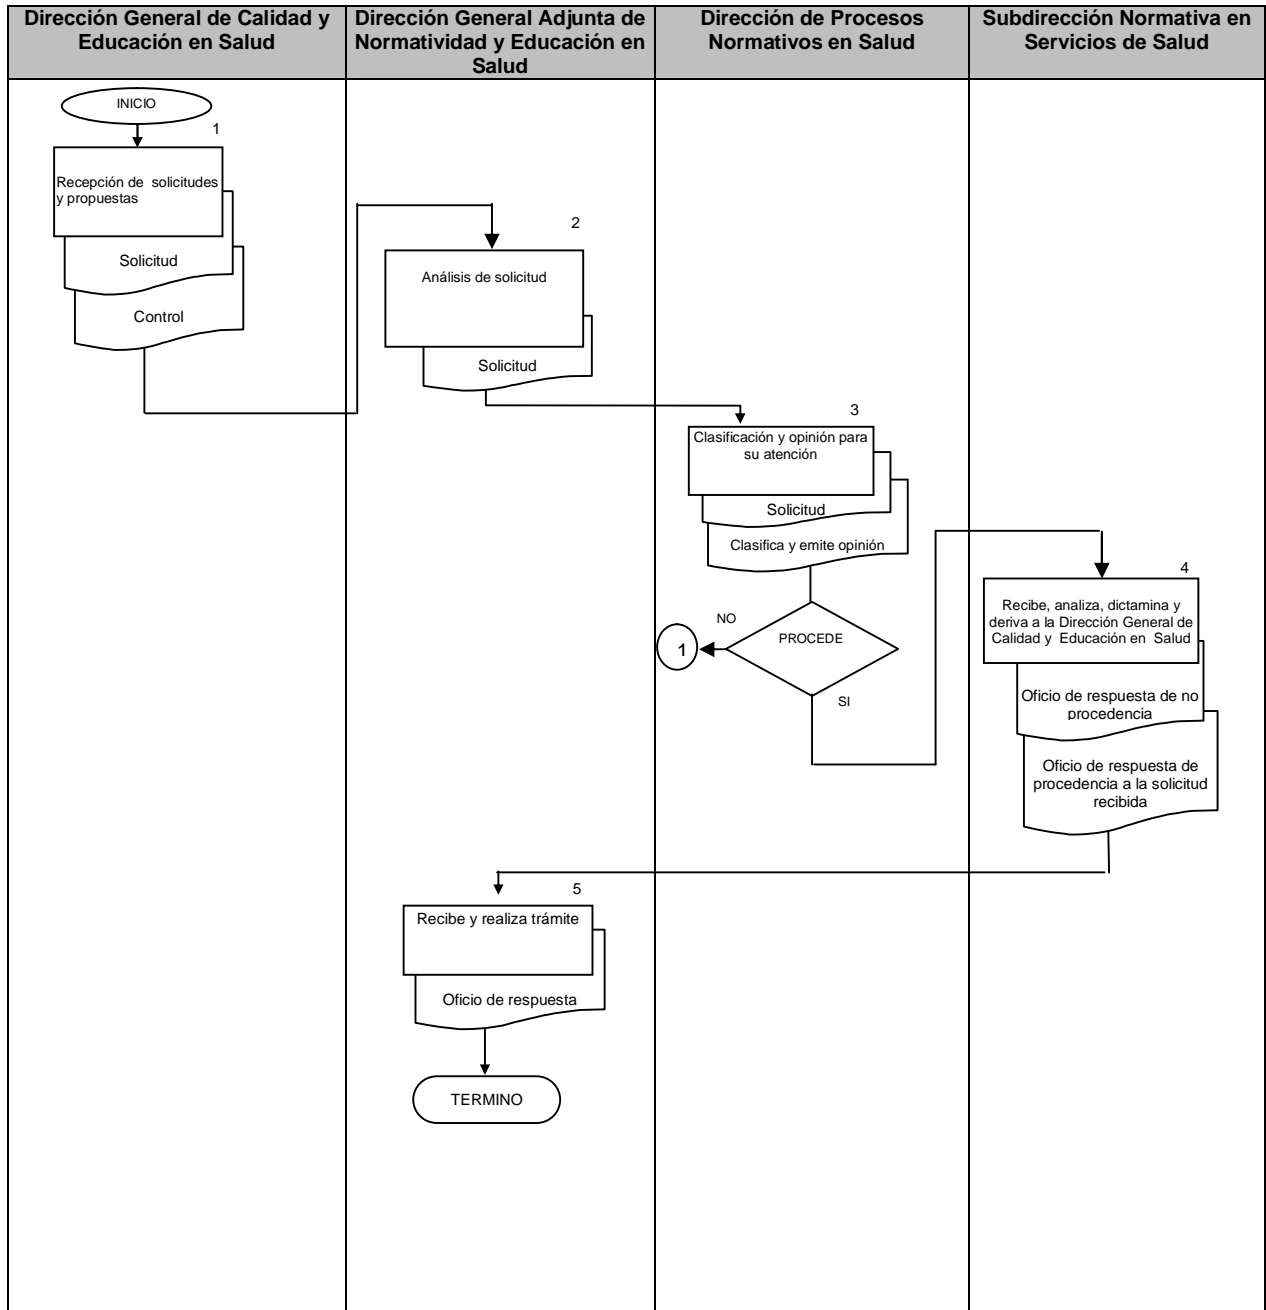 Dirección General de Calidad y
Educación en Salud
Dirección General Adjunta de
Normatividad y Educación en
Salud
Dirección de Procesos
Normativos en Salud
Subdirección Normativa en
Servicios de Salud
INICIO
1
Recepción de solicitudes
y propuestas
Solicitud
Control
2
Análisis de solicitud
Solicitud
3
Clasificación y opinión para
su atención
Solicitud
Clasifica y emite opinión
NO
1
PROCEDE
SI
4
Recibe, analiza, dictamina y
deriva a la Dirección General de
Calidad y Educación en Salud
Oficio de respuesta de no
procedencia
Oficio de respuesta de
procedencia a la solicitud
recibida
5
Recibe y realiza trámite
Oficio de respuesta
TERMINO